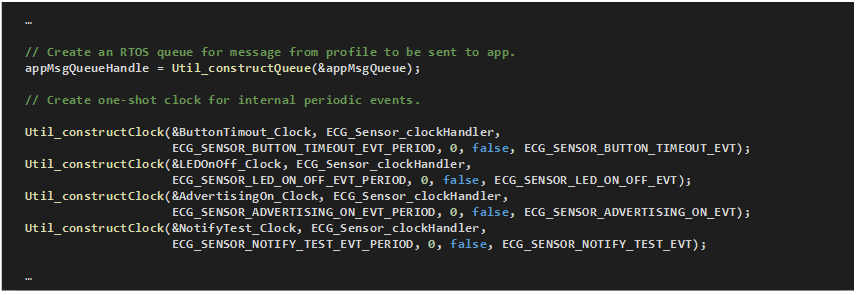 …
// Create an RTOS queue for message from profile to be sent to app.
appMsgQueueHandle = Util_constructQueue(&appMsgQueue);
// Create one-shot clock for internal periodic events.
Util_constructClock(&ButtonTimout_Clock, ECG_Sensor_clockHandler,
ECG_SENSOR_BUTTON_TIMEOUT_EVT_PERIOD, 0, false, ECG_SENSOR_BUTTON_TIMEOUT_EVT);
Util_constructClock(&LEDOnOff_Clock, ECG_Sensor_clockHandler,
ECG_SENSOR_LED_ON_OFF_EVT_PERIOD, 0, false, ECG_SENSOR_LED_ON_OFF_EVT);
Util_constructClock(&AdvertisingOn_Clock, ECG_Sensor_clockHandler,
ECG_SENSOR_ADVERTISING_ON_EVT_PERIOD, 0, false, ECG_SENSOR_ADVERTISING_ON_EVT);
Util_constructClock(&NotifyTest_Clock, ECG_Sensor_clockHandler,
ECG_SENSOR_NOTIFY_TEST_EVT_PERIOD, 0, false, ECG_SENSOR_NOTIFY_TEST_EVT);
…